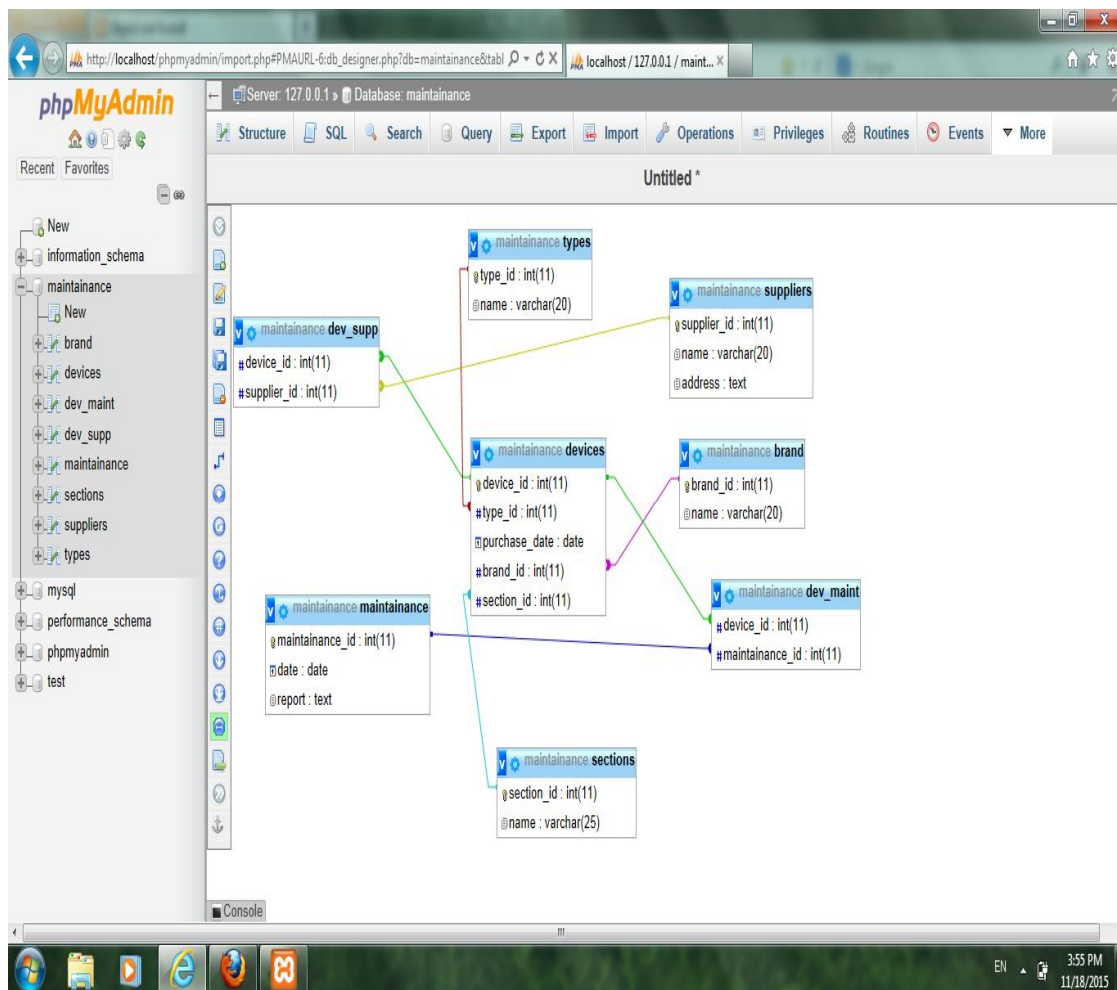 http://localhost/phpmyadmin/import.php#PMAURL-6:db_designer.php?db=maintainance&tabl
localhost / 127.0.0.1 / maint...
phpMyAdmin
Recent Favorites
New
information_schema
maintainance
New
brand
devices
dev_maint
dev_supp
maintainance
sections
suppliers
types
mysql
performance_schema
phpmyadmin
test
Server: 127.0.0.1 » Database: maintainance
Structure SQL Search Query Export Import Operations Privileges Routines Events More
Untitled *
maintainance types
type_id : int(11)
name : varchar(20)
maintainance suppliers
supplier_id : int(11)
name : varchar(20)
address : text
maintainance dev_supp
device_id : int(11)
supplier_id : int(11)
maintainance devices
device_id : int(11)
type_id : int(11)
purchase_date : date
brand_id : int(11)
section_id : int(11)
maintainance brand
brand_id : int(11)
name : varchar(20)
maintainance dev_maint
device_id : int(11)
maintainance_id : int(11)
maintainance maintainance
maintainance_id : int(11)
date : date
report : text
maintainance sections
section_id : int(11)
name : varchar(25)
Console
EN
3:55 PM
11/18/2015